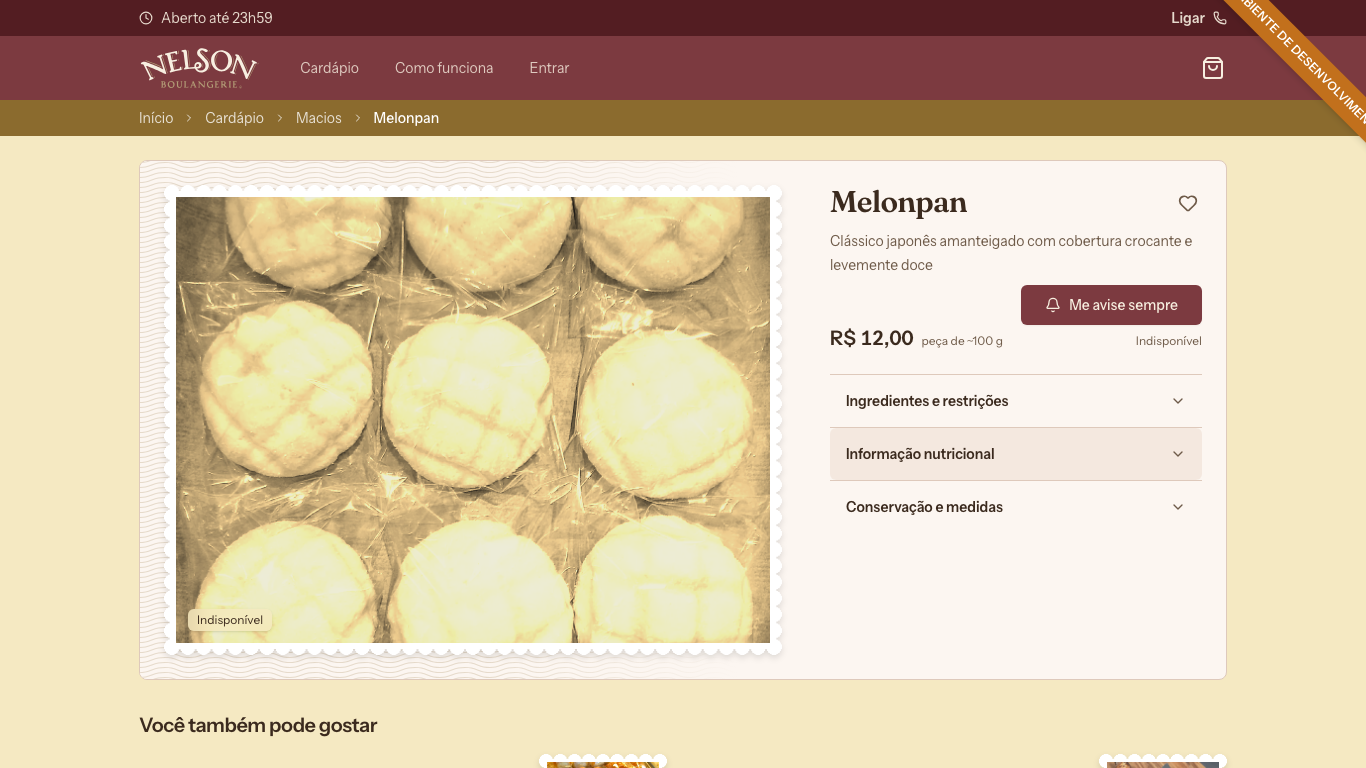 Aberto até 23h59
Ligar
NELSON
BOULANGERIE.
Cardápio
Como funciona
Entrar
DE DESENVOLVIMEN
Início
Cardápio
Macios
Melonpan
Melonpan
Clássico japonês amanteigado com cobertura crocante e
levemente doce
Me avise sempre
R$ 12,00 peça de ~100 g
Indisponível
Ingredientes e restrições
Informação nutricional
Conservação e medidas
Indisponível
Você também pode gostar